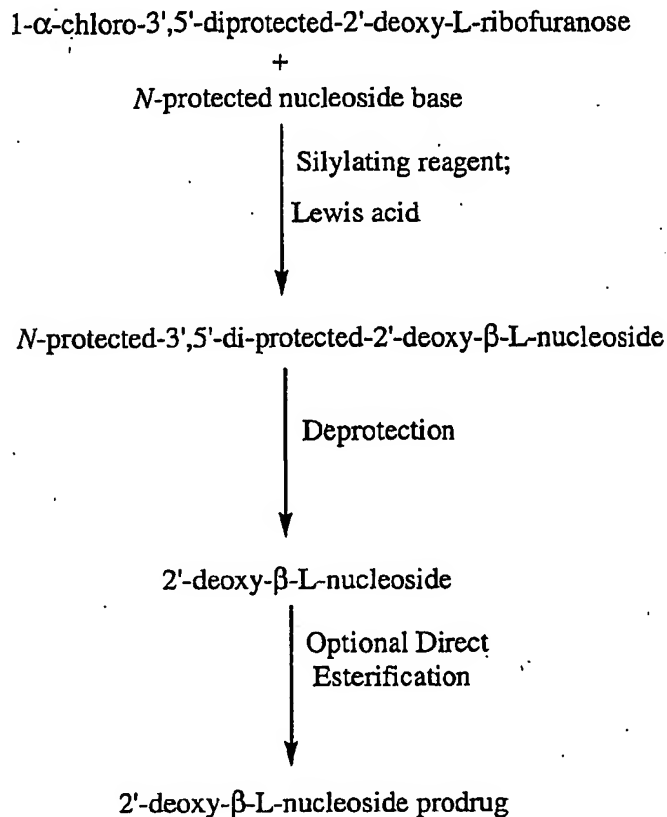 1-α-chloro-3',5'-diprotected-2'-deoxy-L-ribofuranose
+
N-protected nucleoside base
Silylating reagent;
Lewis acid
N-protected-3',5'-di-protected-2'-deoxy-β-L-nucleoside
Deprotection
2'-deoxy-β-L-nucleoside
Optional Direct
Esterification
2'-deoxy-β-L-nucleoside prodrug